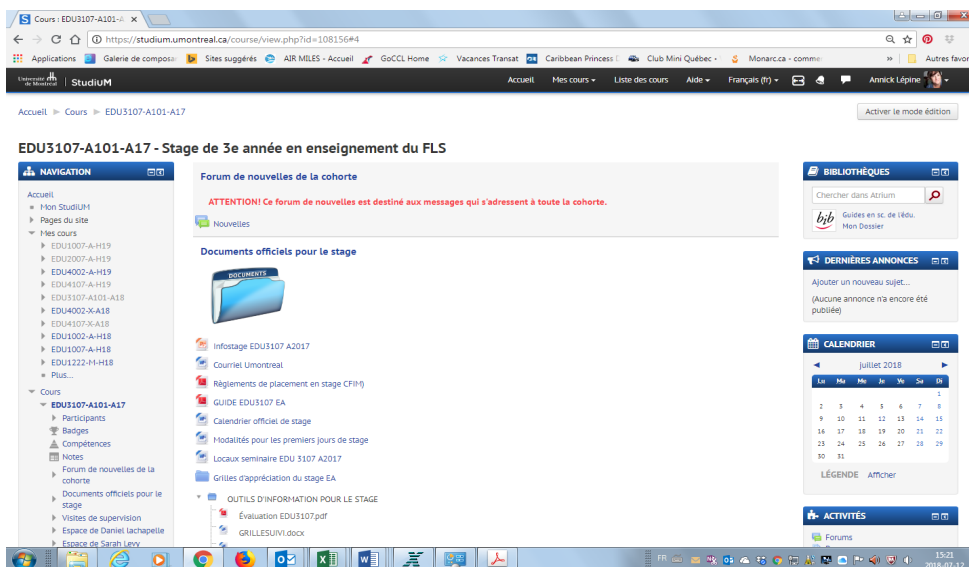 Cours : EDU3107-A101-A
https://studium.umontreal.ca/course/view.php?id=108156#4
Applications Galerie de composan Sites suggérés AIR MILES - Accueil GoCCL Home Vacances Transat Caribbean Princess Club Mini Québec - Monarc.ca - comme » Autres favor
Université de Montréal StudiUM Accueil Mes cours Liste des cours Aide Français (fr) Annick Lépine
Accueil Cours EDU3107-A101-A17
Activer le mode édition
EDU3107-A101-A17 - Stage de 3e année en enseignement du FLS
NAVIGATION
Accueil
Mon StudiUM
Pages du site
Mes cours
EDU1007-A-H19
EDU2007-A-H19
EDU4002-A-H19
EDU4107-A-H19
EDU3107-A101-A18
EDU4002-X-A18
EDU4107-X-A18
EDU1002-A-H18
EDU1007-A-H18
EDU1222-M-H18
Plus...
Cours
EDU3107-A101-A17
Participants
Badges
Compétences
Notes
Forum de nouvelles de la
cohorte
Documents officiels pour le
stage
Visites de supervision
Espace de Daniel lachapelle
Espace de Sarah Levy
Forum de nouvelles de la cohorte
ATTENTION! Ce forum de nouvelles est destiné aux messages qui s'adressent à toute la cohorte.
Nouvelles
Documents officiels pour le stage
DOCUMENTS
Infostage EDU3107 A2017
Courriel Umontreal
Règlements de placement en stage CFIM)
GUIDE EDU3107 EA
Calendrier officiel de stage
Modalités pour les premiers jours de stage
Locaux seminaire EDU 3107 A2017
Grilles d'appréciation du stage EA
OUTILS D'INFORMATION POUR LE STAGE
Évaluation EDU3107.pdf
GRILLESUIVI.docx
BIBLIOTHÈQUES
Chercher dans Atrium
bib Guides en sc. de l'édu.
Mon Dossier
DERNIÈRES ANNONCES
Ajouter un nouveau sujet...
(Aucune annonce n'a encore été
publiée)
CALENDRIER
juillet 2018
Lu Ma Me Je Ve Sa Di
1
2 3 4 5 6 7 8
9 10 11 12 13 14 15
16 17 18 19 20 21 22
23 24 25 26 27 28 29
30 31
LÉGENDE Afficher
ACTIVITÉS
Forums
FR
15:21
2018-07-12